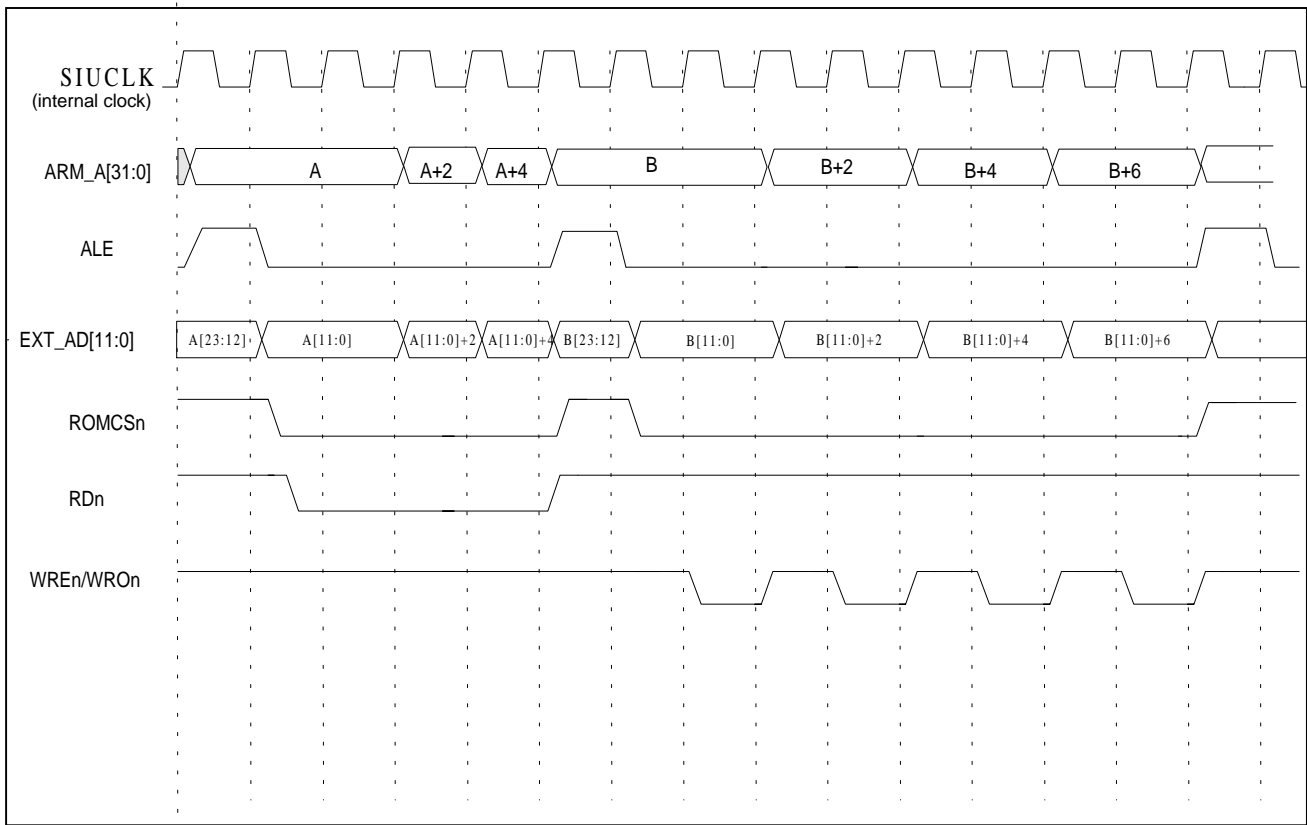 SIUCLK
(internal clock)
ARM_A[31:0]
A
A+2
A+4
B
B+2
B+4
B+6
ALE
EXT_AD[11:0]
A[23:12]
A[11:0]
A[11:0]+2
A[11:0]+4
B[23:12]
B[11:0]
B[11:0]+2
B[11:0]+4
B[11:0]+6
ROMCSn
RDn
WREn/WROn